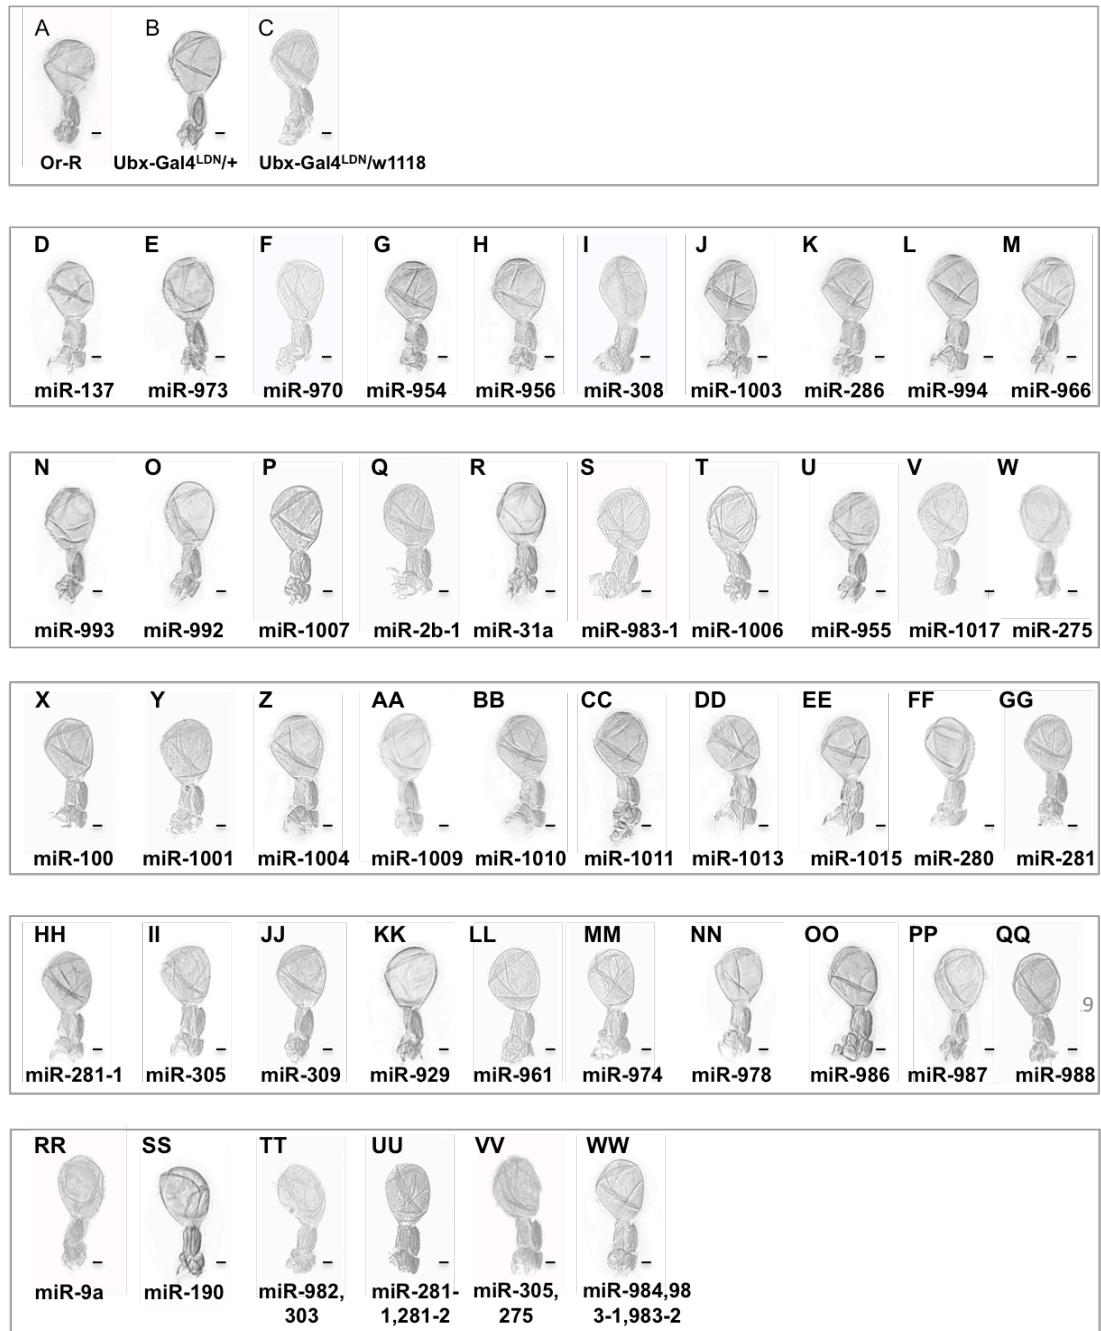 A B C
Or-R Ubx-Gal4LDN/+ Ubx-Gal4LDN/w1118
D E F G H I J K L M
miR-137 miR-973 miR-970 miR-954 miR-956 miR-308 miR-1003 miR-286 miR-994 miR-966
N O P Q R S T U V W
miR-993 miR-992 miR-1007 miR-2b-1 miR-31a miR-983-1 miR-1006 miR-955 miR-1017 miR-275
X Y Z AA BB CC DD EE FF GG
miR-100 miR-1001 miR-1004 miR-1009 miR-1010 miR-1011 miR-1013 miR-1015 miR-280 miR-281
HH II JJ KK LL MM NN OO PP QQ
.9
miR-281-1 miR-305 miR-309 miR-929 miR-961 miR-974 miR-978 miR-986 miR-987 miR-988
RR SS TT UU VV WW
miR-9a miR-190 miR-982, miR-281- miR-305, miR-984,98
303 1,281-2 275 3-1,983-2